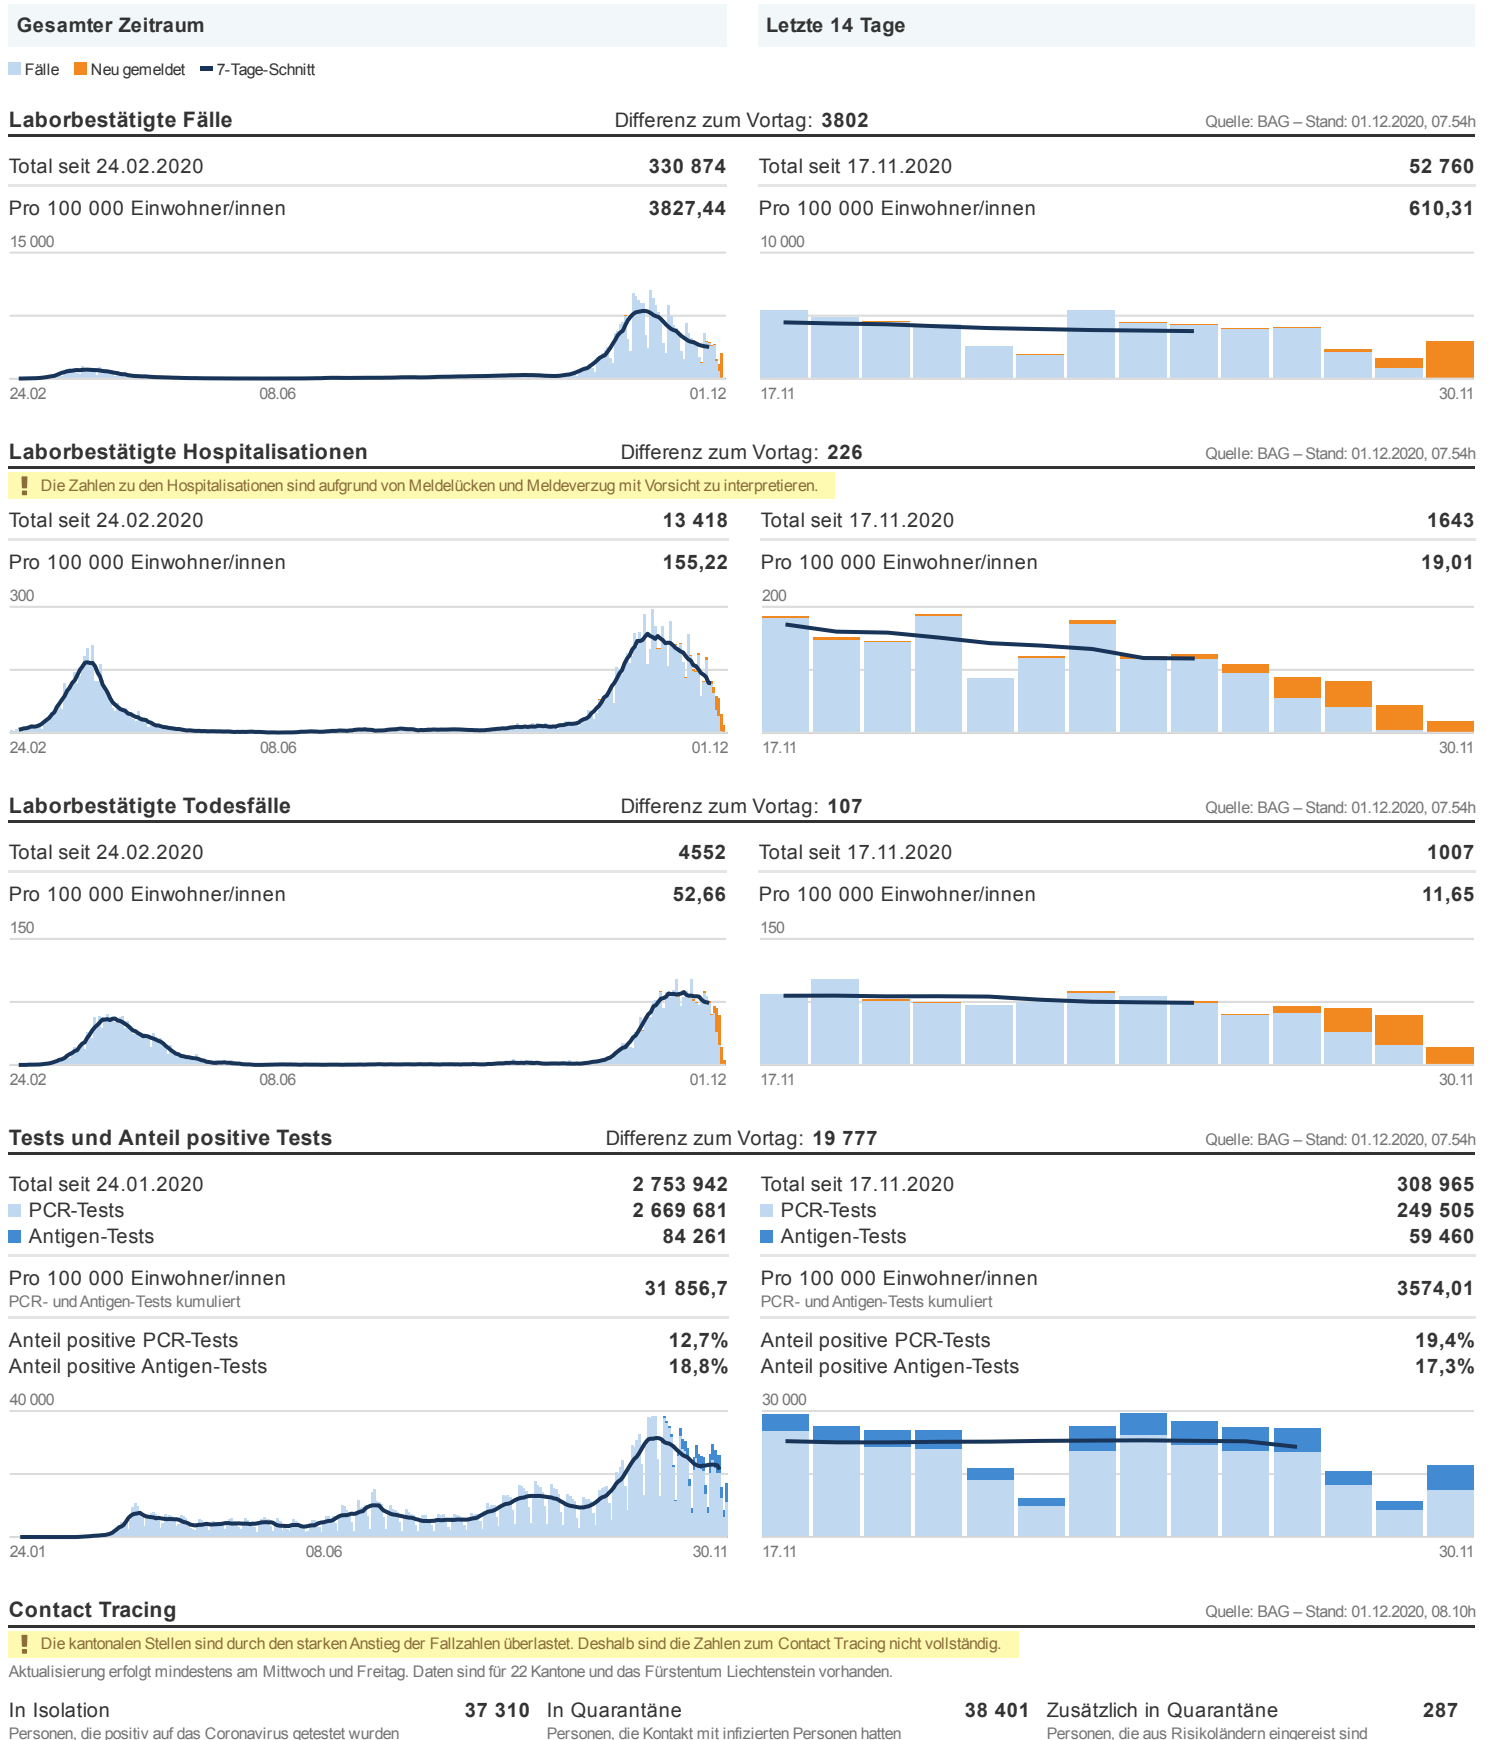 Gesamter Zeitraum
Letzte 14 Tage
Fälle Neu gemeldet 7-Tage-Schnitt
Laborbestätigte Fälle Differenz zum Vortag: 3802 Quelle: BAG – Stand: 01.12.2020, 07.54h
Total seit 24.02.2020 330 874
Pro 100 000 Einwohner/innen 3827,44
15 000
24.02 08.06 01.12
Total seit 17.11.2020 52 760
Pro 100 000 Einwohner/innen 610,31
10 000
17.11 30.11
Laborbestätigte Hospitalisationen Differenz zum Vortag: 226 Quelle: BAG – Stand: 01.12.2020, 07.54h
! Die Zahlen zu den Hospitalisationen sind aufgrund von Meldelücken und Meldeverzug mit Vorsicht zu interpretieren.
Total seit 24.02.2020 13 418
Pro 100 000 Einwohner/innen 155,22
300
24.02 08.06 01.12
Total seit 17.11.2020 1643
Pro 100 000 Einwohner/innen 19,01
200
17.11 30.11
Laborbestätigte Todesfälle Differenz zum Vortag: 107 Quelle: BAG – Stand: 01.12.2020, 07.54h
Total seit 24.02.2020 4552
Pro 100 000 Einwohner/innen 52,66
150
24.02 08.06 01.12
Total seit 17.11.2020 1007
Pro 100 000 Einwohner/innen 11,65
150
17.11 30.11
Tests und Anteil positive Tests Differenz zum Vortag: 19 777 Quelle: BAG – Stand: 01.12.2020, 07.54h
Total seit 24.01.2020 2 753 942
PCR-Tests 2 669 681
Antigen-Tests 84 261
Pro 100 000 Einwohner/innen 31 856,7
PCR- und Antigen-Tests kumuliert
Anteil positive PCR-Tests 12,7%
Anteil positive Antigen-Tests 18,8%
40 000
24.01 08.06 30.11
Total seit 17.11.2020 308 965
PCR-Tests 249 505
Antigen-Tests 59 460
Pro 100 000 Einwohner/innen 3574,01
PCR- und Antigen-Tests kumuliert
Anteil positive PCR-Tests 19,4%
Anteil positive Antigen-Tests 17,3%
30 000
17.11 30.11
Contact Tracing Quelle: BAG – Stand: 01.12.2020, 08.10h
! Die kantonalen Stellen sind durch den starken Anstieg der Fallzahlen überlastet. Deshalb sind die Zahlen zum Contact Tracing nicht vollständig.
Aktualisierung erfolgt mindestens am Mittwoch und Freitag. Daten sind für 22 Kantone und das Fürstentum Liechtenstein vorhanden.
In Isolation 37 310
Personen, die positiv auf das Coronavirus getestet wurden
In Quarantäne 38 401
Personen, die Kontakt mit infizierten Personen hatten
Zusätzlich in Quarantäne 287
Personen, die aus Risikoländern eingereist sind